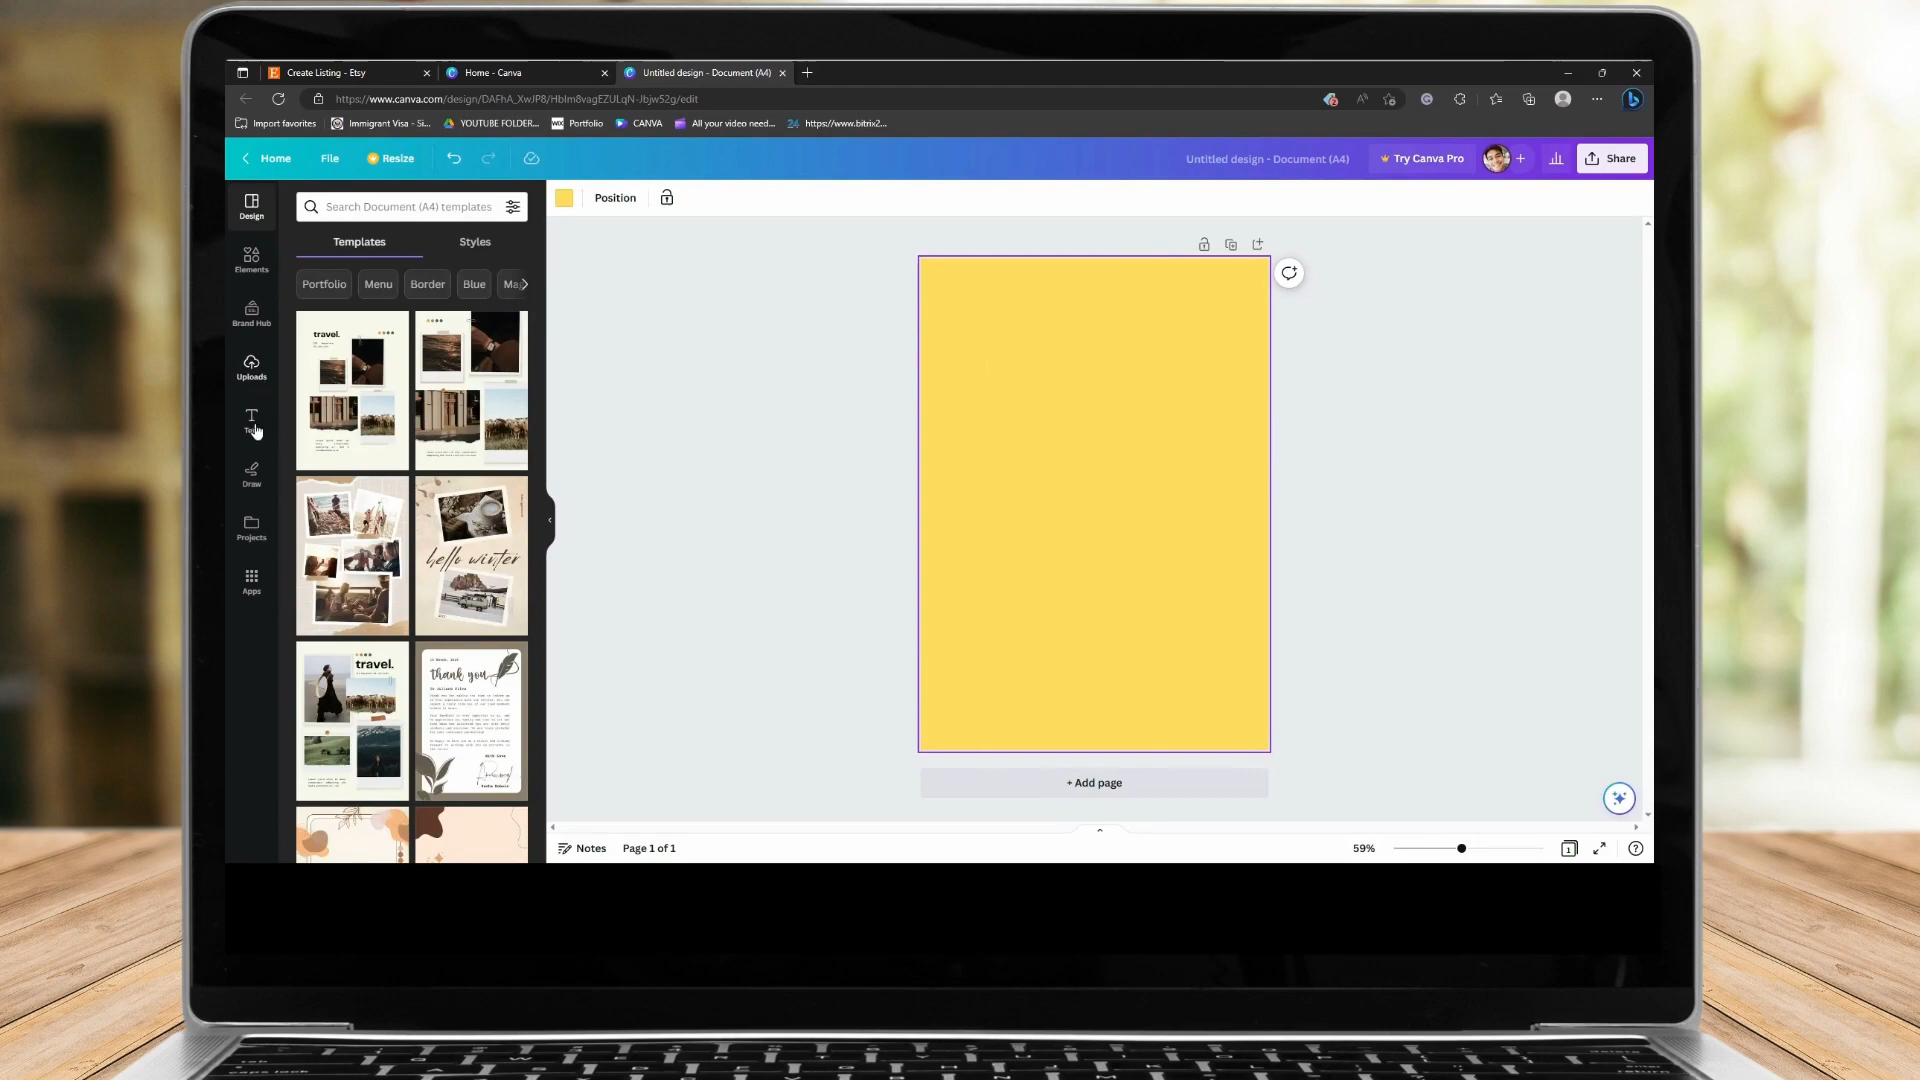 Create Listing - Etsy
Home - Canva
Untitled design - Document (A4)
https://www.canva.com/design/DAFhA_XwJP8/Hblm8vagEZULqN-Jbjw52g/edit
Import favorites
Immigrant Visa - Si...
YOUTUBE FOLDER...
Portfolio
CANVA
All your video need...
24 https://www.bitrix2...
Home
File
Resize
Untitled design - Document (A4)
Try Canva Pro
Share
Design
Search Document (A4) templates
Position
Templates
Styles
Elements
Portfolio
Menu
Border
Blue
Brand Hub
Uploads
travel.
Draw
Projects
hello winter
Apps
travel.
thank you
+ Add page
Notes
Page 1 of 1
59%
1